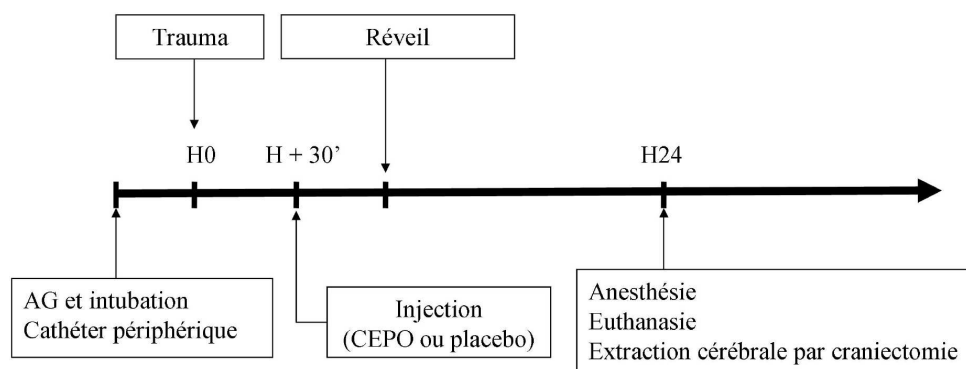 Trauma
Réveil
H0
H + 30’
H24
AG et intubation
Cathéter périphérique
Injection
(CEPO ou placebo)
Anesthésie
Euthanasie
Extraction cérébrale par craniectomie